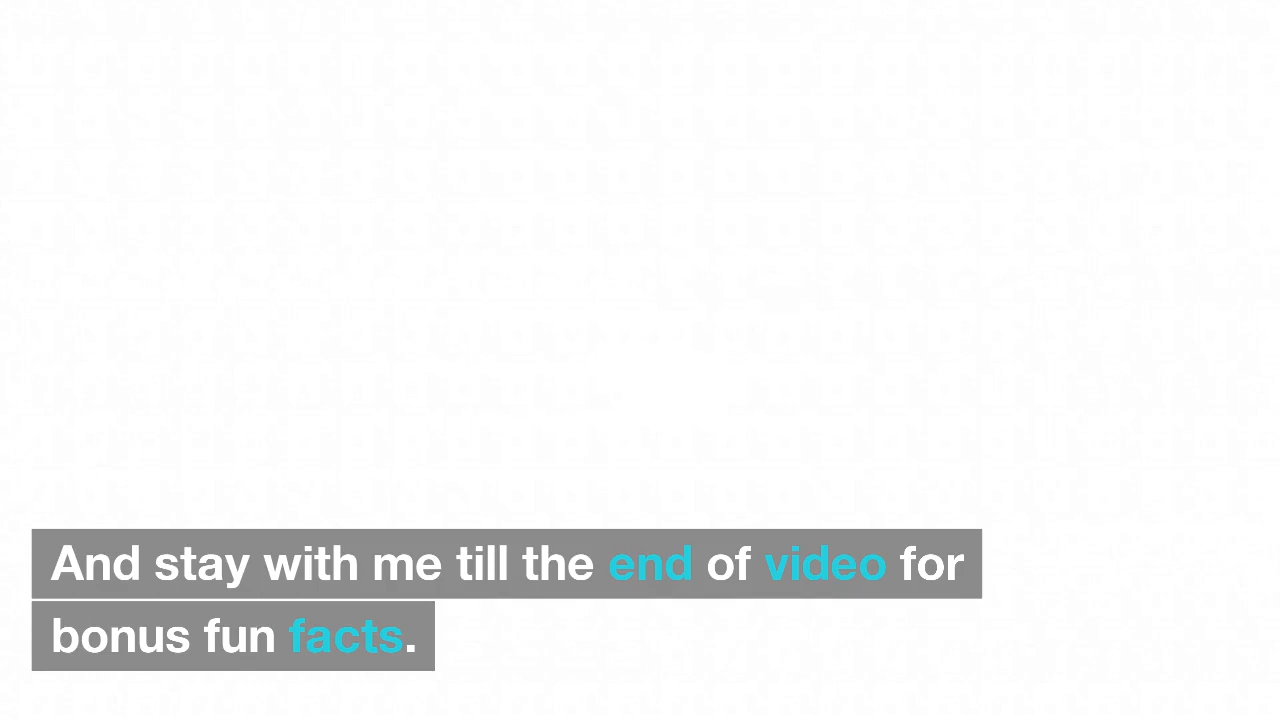 And stay with me till the end of video for
bonus fun facts.